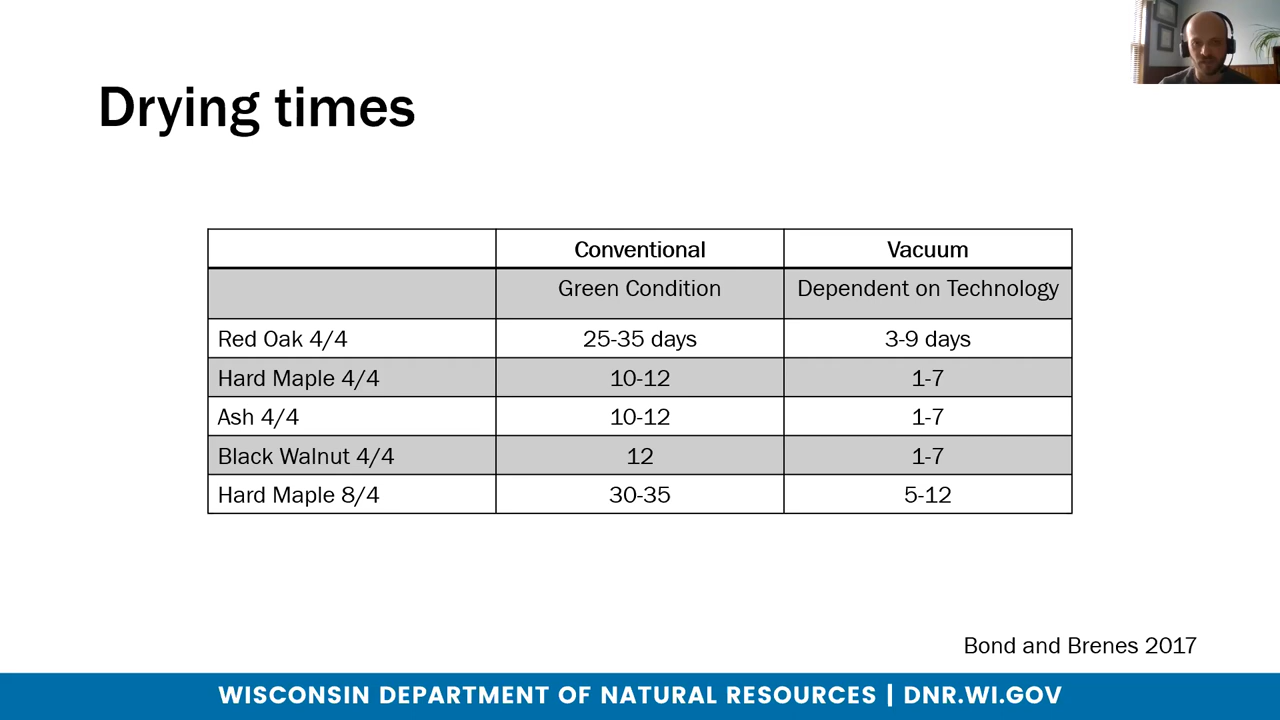 Drying times
Conventional Vacuum
Green Condition Dependent on Technology
Red Oak 4/4 25-35 days 3-9 days
Hard Maple 4/4 10-12 1-7
Ash 4/4 10-12 1-7
Black Walnut 4/4 12 1-7
Hard Maple 8/4 30-35 5-12
Bond and Brenes 2017
WISCONSIN DEPARTMENT OF NATURAL RESOURCES | DNR.WI.GOV